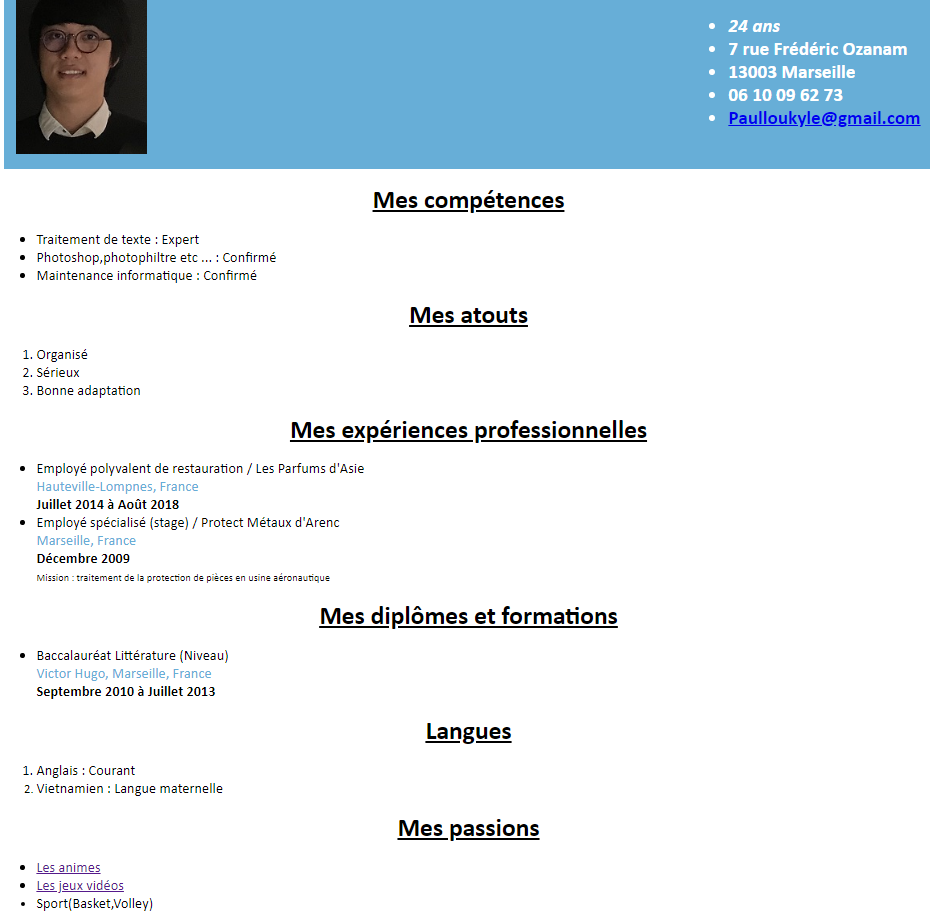 24 ans
7 rue Frédéric Ozanam
13003 Marseille
06 10 09 62 73
Paulloukyle@gmail.com
Mes compétences
Traitement de texte : Expert
Photoshop,photophiltre etc ... : Confirmé
Maintenance informatique : Confirmé
Mes atouts
1. Organisé
2. Sérieux
3. Bonne adaptation
Mes expériences professionnelles
Employé polyvalent de restauration / Les Parfums d'Asie
Hauteville-Lompnes, France
Juillet 2014 à Août 2018
Employé spécialisé (stage) / Protect Métaux d'Arenc
Marseille, France
Décembre 2009
Mission : traitement de la protection de pièces en usine aéronautique
Mes diplômes et formations
Baccalauréat Littérature (Niveau)
Victor Hugo, Marseille, France
Septembre 2010 à Juillet 2013
Langues
1. Anglais : Courant
2. Vietnamien : Langue maternelle
Mes passions
Les animes
Les jeux vidéos
Sport(Basket,Volley)